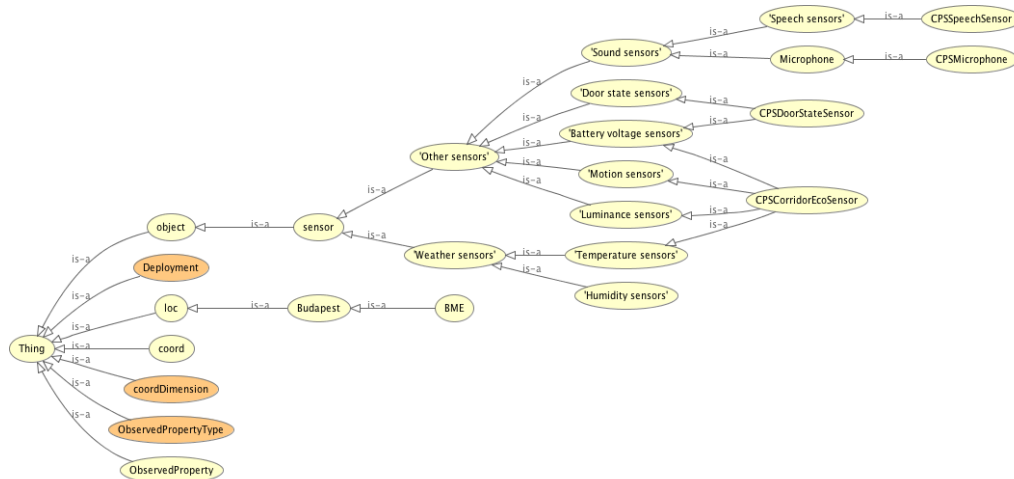 'Speech sensors'
is-a
CPSSpeechSensor
is-a
'Sound sensors'
is-a
Microphone
is-a
CPSMicrophone
is-a
'Door state sensors'
is-a
CPSDoorStateSensor
is-a
is-a
'Battery voltage sensors'
is-a
'Other sensors'
is-a
is-a
'Motion sensors'
is-a
is-a
CPSCorridorEcoSensor
is-a
'Luminance sensors'
is-a
is-a
object
is-a
sensor
is-a
'Weather sensors'
is-a
'Temperature sensors'
is-a
is-a
Deployment
is-a
'Humidity sensors'
is-a
loc
is-a
Budapest
is-a
BME
is-a
Thing
is-a
coord
is-a
coordDimension
is-a
ObservedPropertyType
is-a
ObservedProperty